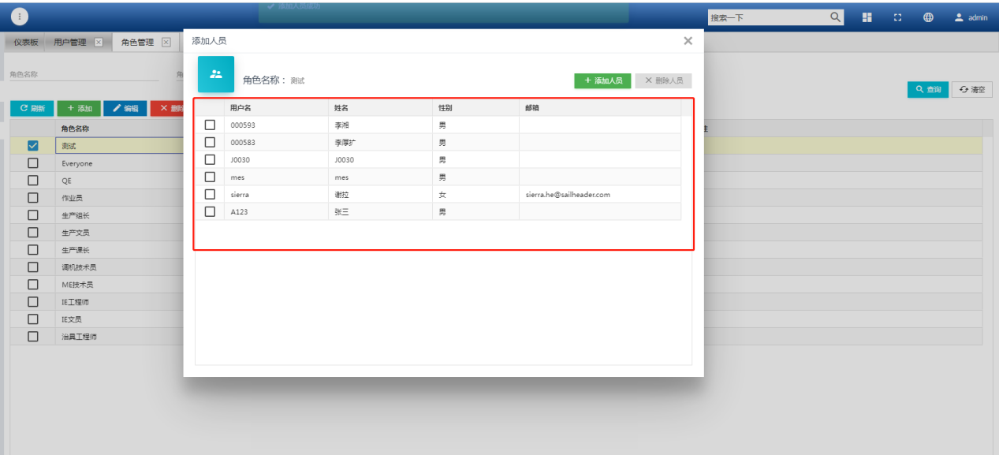 添加人员成功
搜索一下 admin
仪表板 用户管理 角色管理
添加人员
角色名称
角色名称： 测试
添加人员 删除人员
查询 清空
刷新 添加 编辑
用户名 姓名 性别 邮箱
角色名称
000593 李湘 男
测试
000583 李厚扩 男
Everyone
J0030 J0030 男
QE
mes mes 男
作业员
sierra 谢拉 女 sierra.he@sailheader.com
生产组长
A123 张三 男
生产文员
生产课长
调机技术员
ME技术员
IE工程师
IE文员
治具工程师